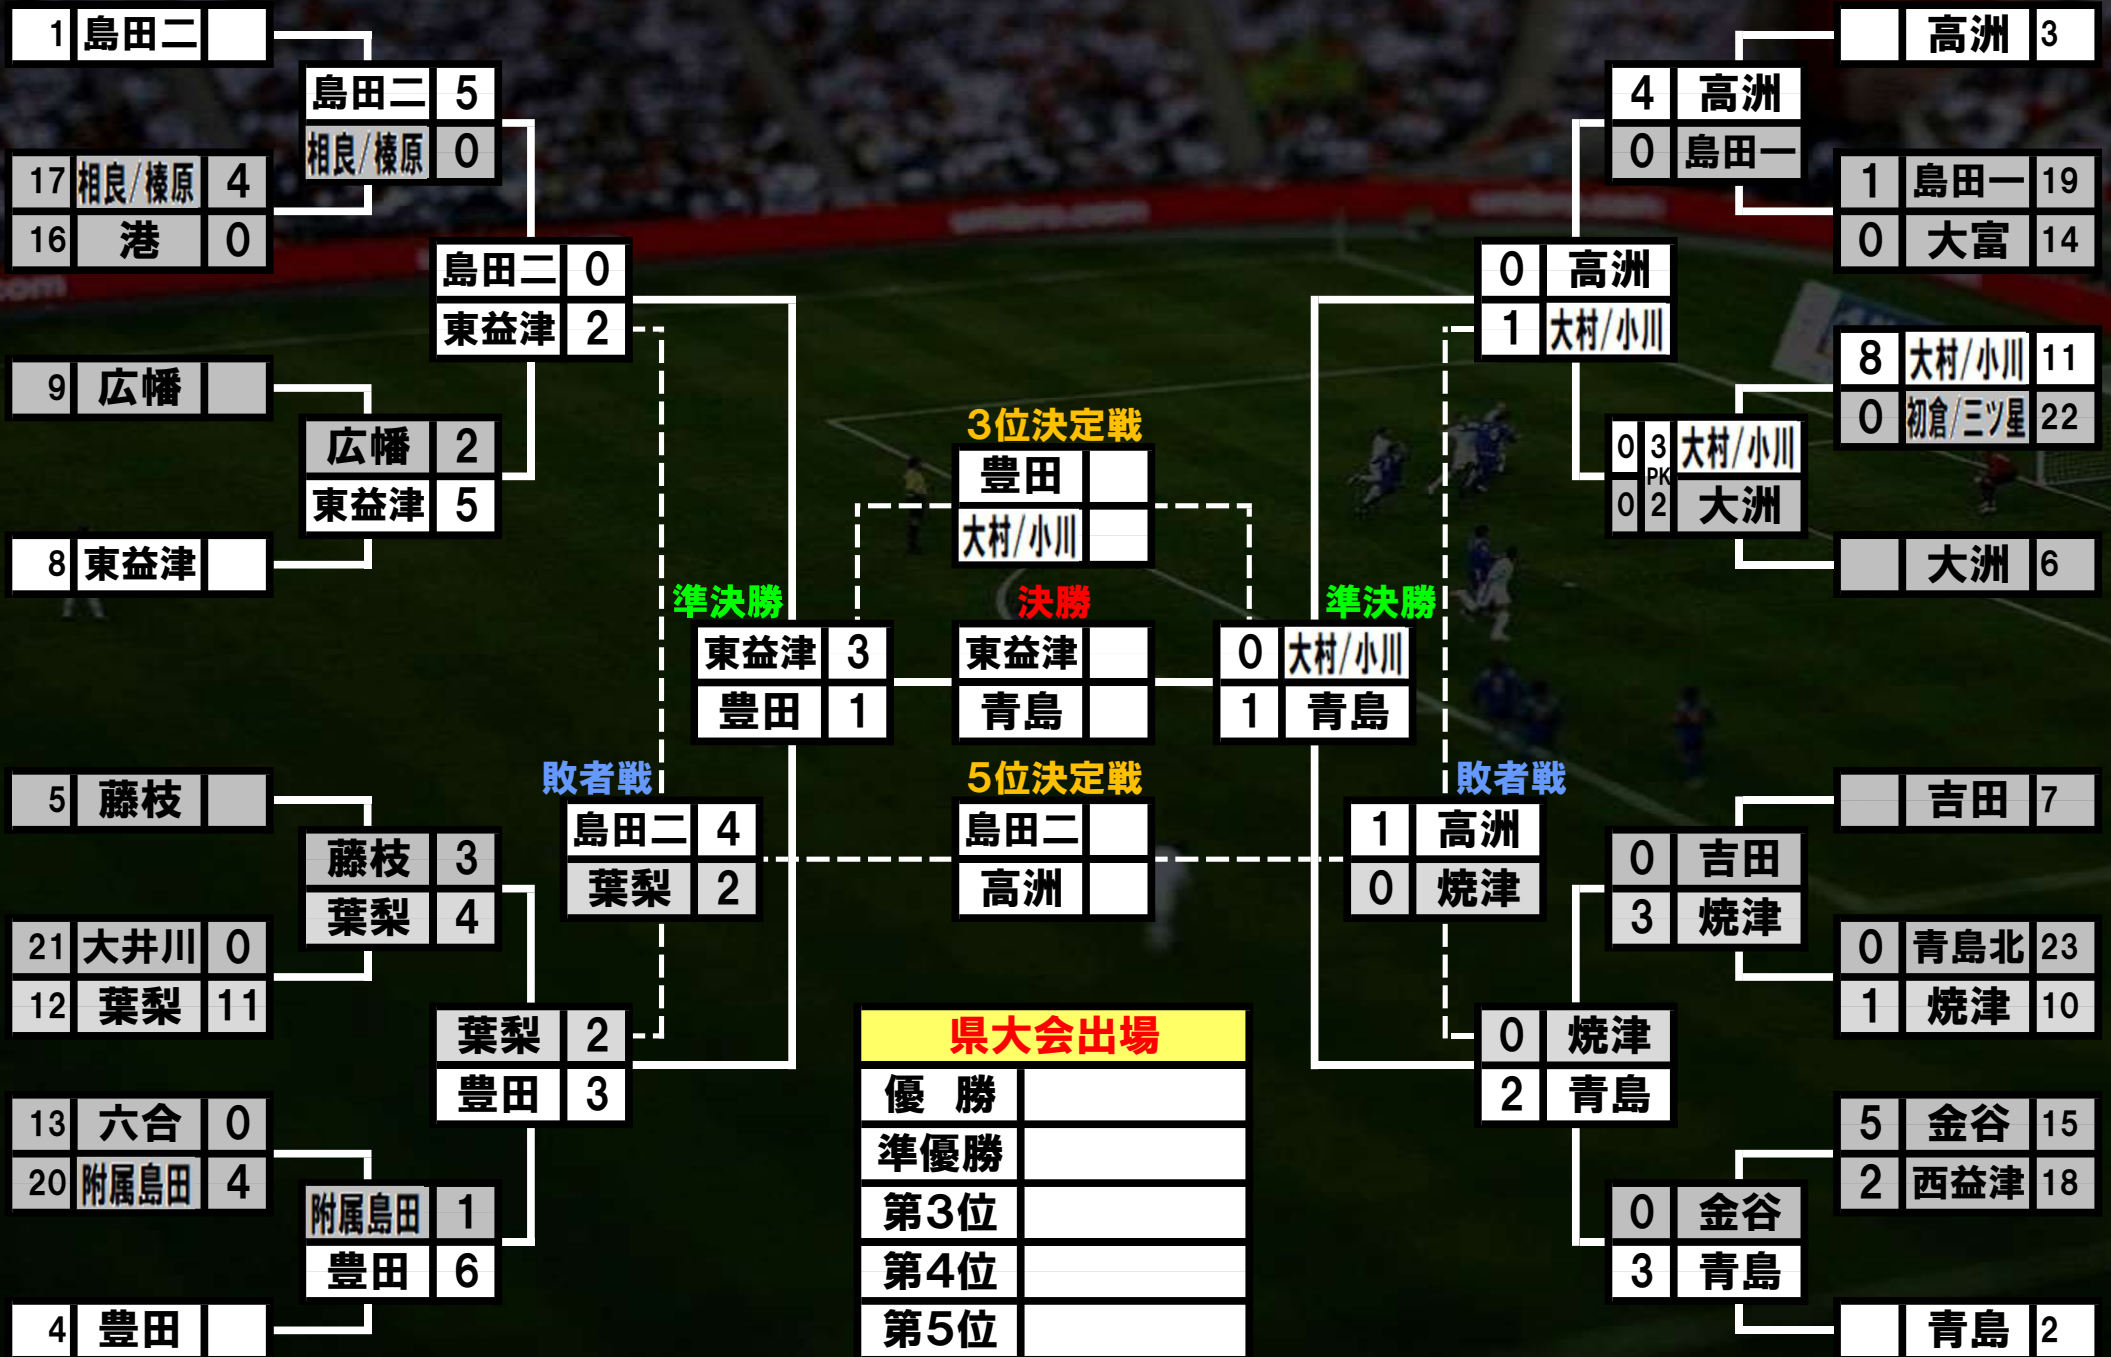 1 島田二
島田二 5
相良/榛原 0
17 相良/榛原 4
16 港 0
島田二 0
東益津 2
9 広幡
広幡 2
東益津 5
8 東益津
5 藤枝
藤枝 3
葉梨 4
21 大井川 0
12 葉梨 11
葉梨 2
豊田 3
13 六合 0
20 附属島田 4
附属島田 1
豊田 6
4 豊田
準決勝
東益津 3
豊田 1
敗者戦
島田二 4
葉梨 2
3位決定戦
豊田
大村/小川
決勝
東益津
青島
5位決定戦
島田二
高洲
県大会出場
優 勝
準優勝
第3位
第4位
第5位
準決勝
0 大村/小川
1 青島
敗者戦
1 高洲
0 焼津
高洲 3
4 高洲
0 島田一
1 島田一 19
0 大富 14
0 高洲
1 大村/小川
8 大村/小川 11
0 初倉/三ツ星 22
0 3 大村/小川
PK
0 2 大洲
大洲 6
吉田 7
0 吉田
3 焼津
0 青島北 23
1 焼津 10
0 焼津
2 青島
5 金谷 15
2 西益津 18
0 金谷
3 青島
青島 2
umbro.com
umbro.com
com